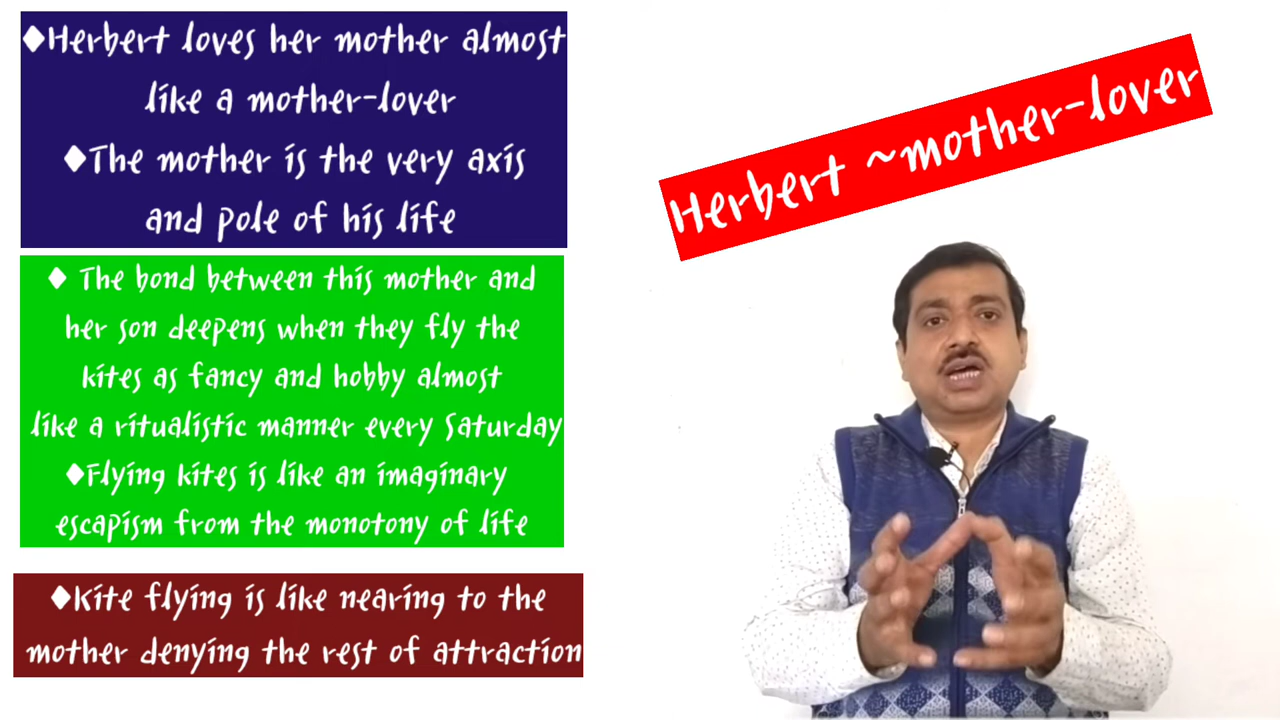 ◆Herbert loves her mother almost
like a mother-lover
◆The mother is the very axis
and pole of his life
◆ The bond between this mother and
her son deepens when they fly the
kites as fancy and hobby almost
like a ritualistic manner every Saturday
◆Flying kites is like an imaginary
escapism from the monotony of life
◆Kite flying is like nearing to the
mother denying the rest of attraction
Herbert ~mother-lover